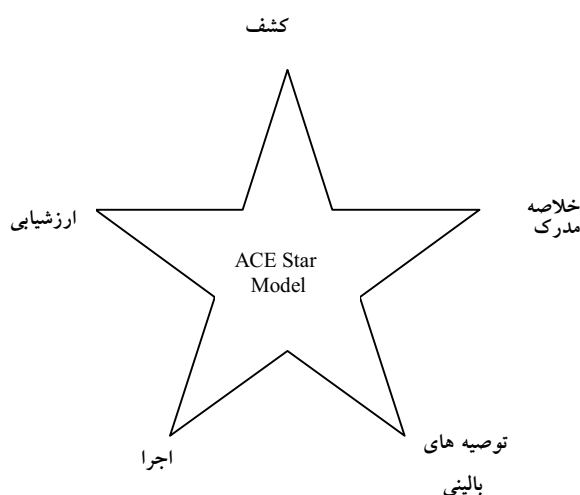 کشف
خلاصه
مدرک
ارزشیابی
ACE Star
Model
توصیه های
بالینی
اجرا